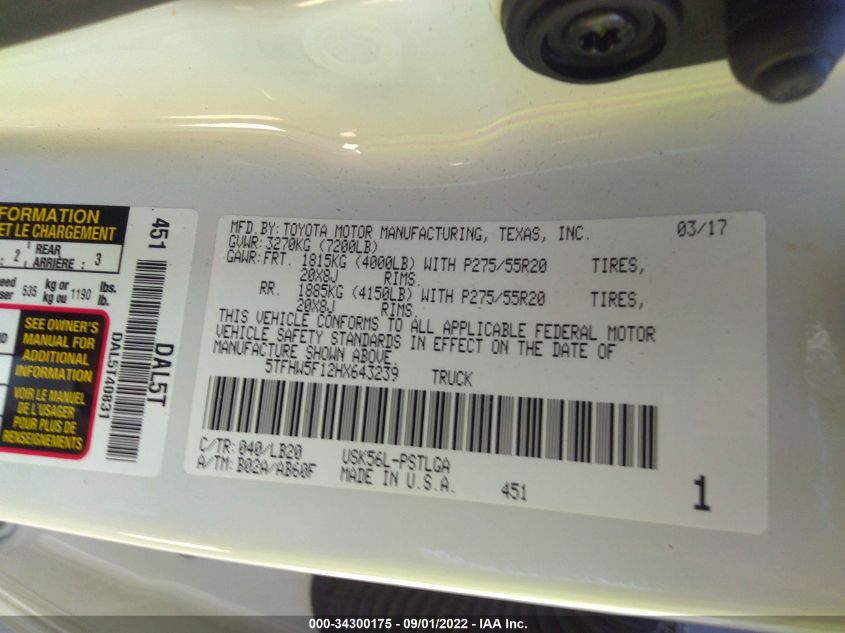 FORMATION
ET LE CHARGEMENT
: 2 REAR ARRIÈRE : 3
535 kg or kg ou 1190 lbs. lb.
SEE OWNER'S
MANUAL FOR
ADDITIONAL
INFORMATION
VOIR LE MANUEL
DE L'USAGER
POUR PLUS DE
RENSEIGNEMENTS
451
DAL5T
DAL5T40831
MFD.BY:TOYOTA MOTOR MANUFACTURING, TEXAS, INC. 03/17
GVWR:3270KG (7200LB)
GAWR:FRT. 1815KG (4000LB) WITH P275/55R20 TIRES,
20X8J RIMS.
RR. 1885KG (4150LB) WITH P275/55R20 TIRES,
20X8J RIMS.
THIS VEHICLE CONFORMS TO ALL APPLICABLE FEDERAL MOTOR
VEHICLE SAFETY STANDARDS IN EFFECT ON THE DATE OF
MANUFACTURE SHOWN ABOVE.
5TFHW5F12HX643239 TRUCK
C/TR:040/LB20 USK56L-PSTLGA
A/TM:B02A/AB60F MADE IN U.S.A. 451 1
000-34300175 - 09/01/2022 - IAA Inc.